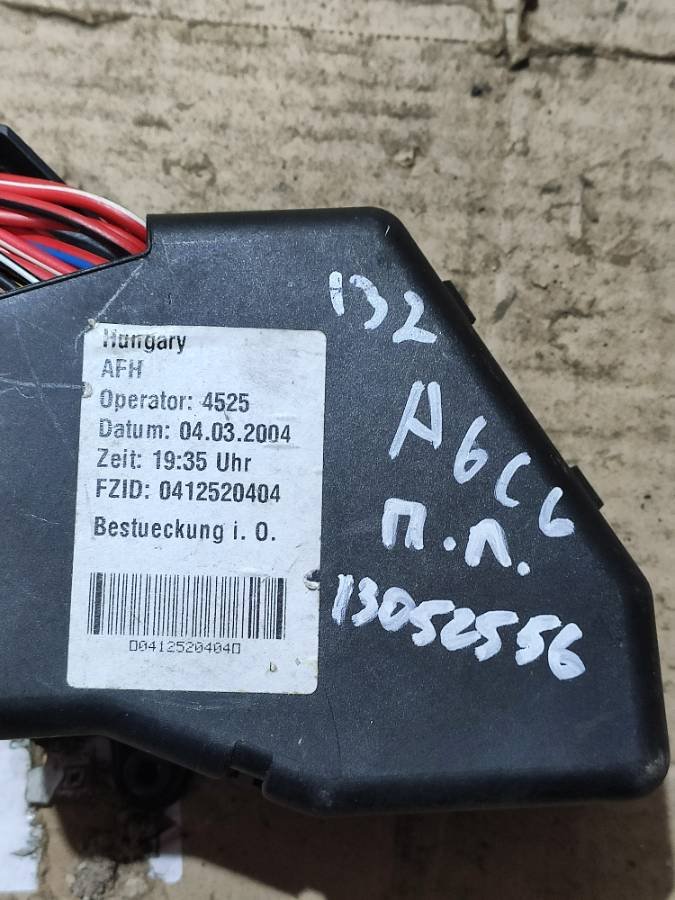 Hungary
AFH
Operator: 4525
Datum: 04.03.2004
Zeit: 19:35 Uhr
FZID: 0412520404
Bestueckung i. O.
D0412520404D
132
A6C6
п.л.
13052556